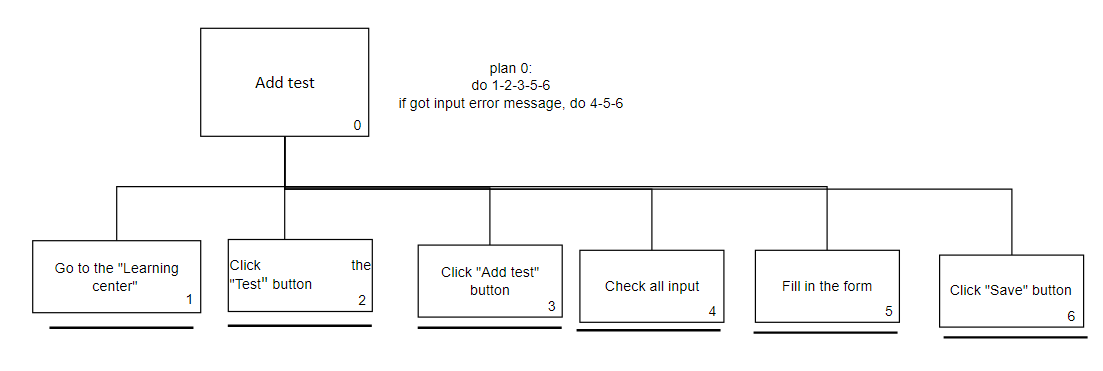 Add test
0
plan 0:
do 1-2-3-5-6
if got input error message, do 4-5-6
Go to the "Learning
center"
1
Click the
"Test" button
2
Click "Add test"
button
3
Check all input
4
Fill in the form
5
Click "Save" button
6